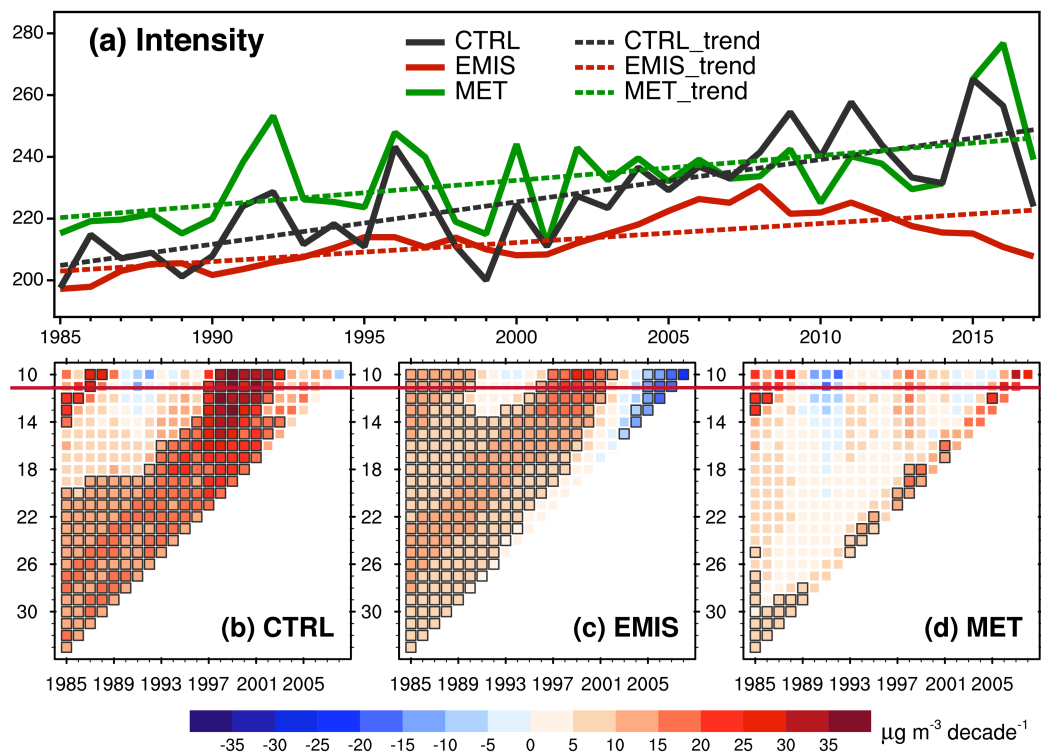 (a) Intensity
CTRL
EMIS
MET
CTRL_trend
EMIS_trend
MET_trend
280
260
240
220
200
1985 1990 1995 2000 2005 2010 2015
10
14
18
22
26
30
(b) CTRL
1985 1989 1993 1997 2001 2005
10
14
18
22
26
30
(c) EMIS
1985 1989 1993 1997 2001 2005
10
14
18
22
26
30
(d) MET
1985 1989 1993 1997 2001 2005
-35 -30 -25 -20 -15 -10 -5 0 5 10 15 20 25 30 35
µg m⁻³ decade⁻¹